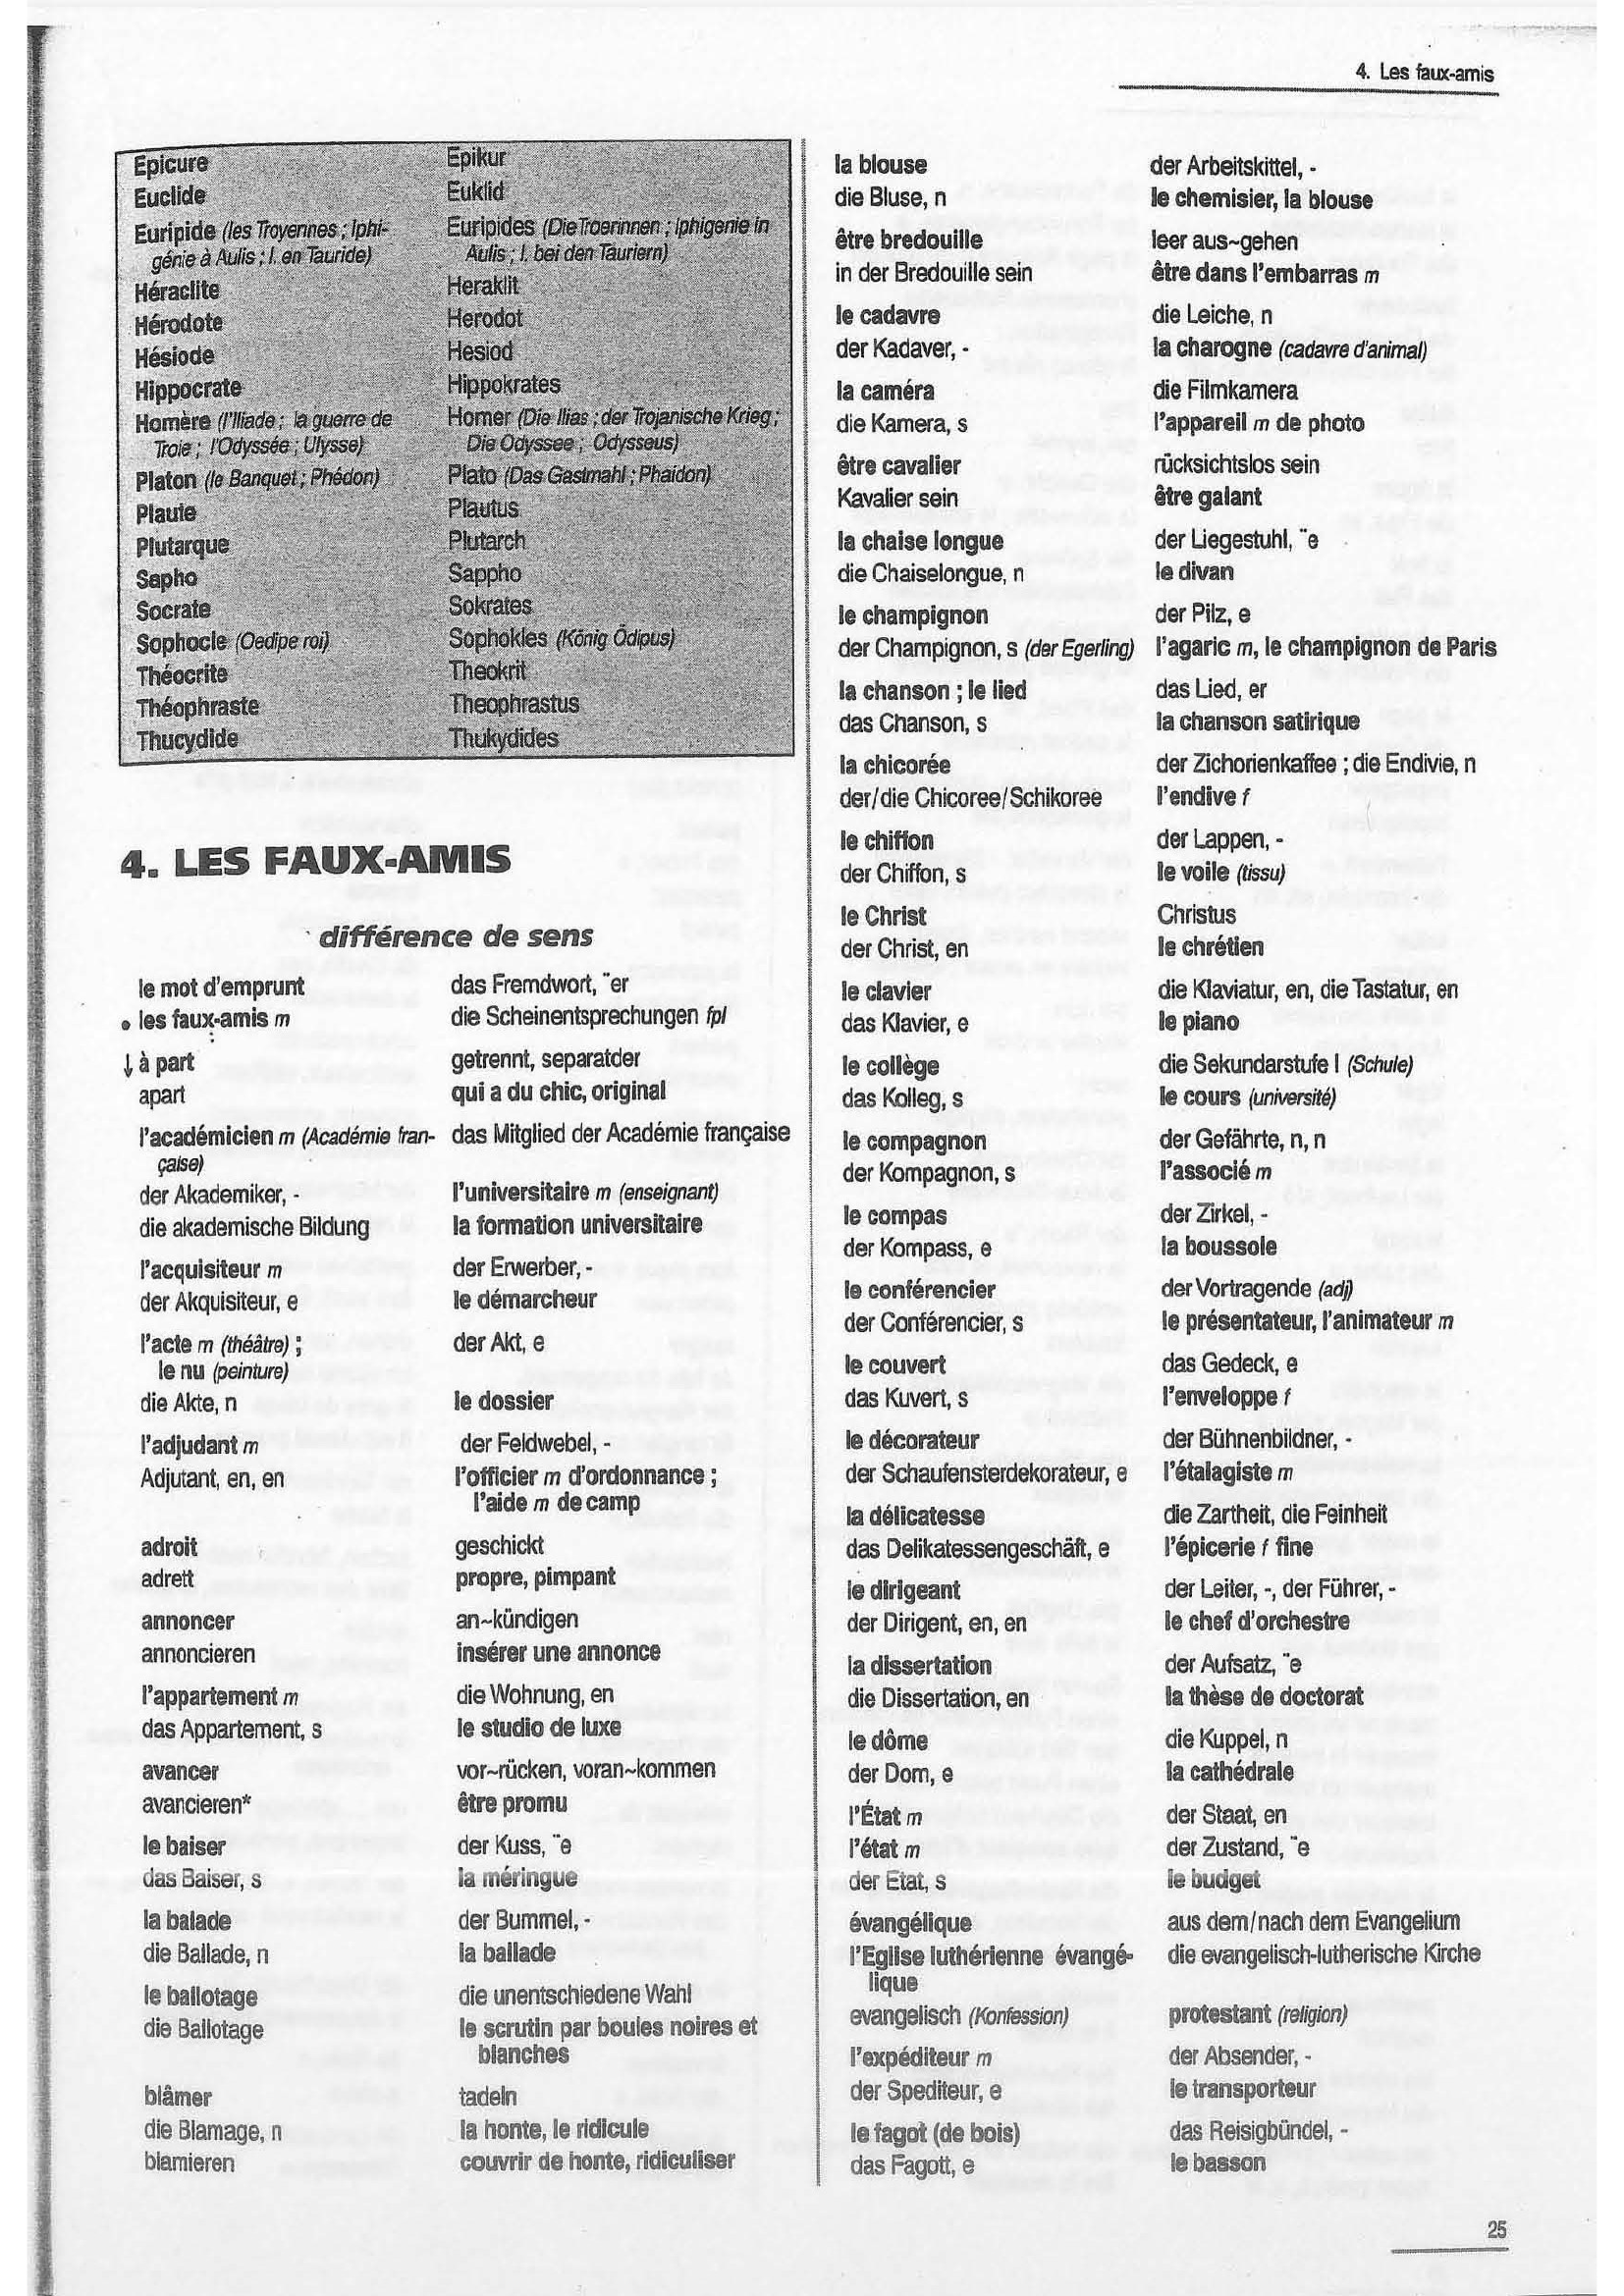 4. Les faux-amis
Epicure Epikur
Euclide Euklid
Euripide (les Troyennes ; Iphi- Euripides (Die Troerinnen ; Iphigenie in
génie à Aulis ; I. en Tauride) Aulis ; I. bei den Tauriern)
Héraclite Heraklit
Hérodote Herodot
Hésiode Hesiod
Hippocrate Hippokrates
Homère (l'Iliade ; la guerre de Homer (Die Ilias ; der Trojanische Krieg ;
Troie ; l'Odyssée ; Ulysse) Die Odyssee ; Odysseus)
Platon (le Banquet ; Phédon) Plato (Das Gastmahl ; Phaidon)
Plaute Plautus
Plutarque Plutarch
Sapho Sappho
Socrate Sokrates
Sophocle (Oedipe roi) Sophokles (König Ödipus)
Théocrite Theokrit
Théophraste Theophrastus
Thucydide Thukydides
4. LES FAUX-AMIS
différence de sens
le mot d'emprunt das Fremdwort, ¨er
• les faux-amis m die Scheinentsprechungen fpl
↓ à part getrennt, separatder
apart qui a du chic, original
l'académicien m (Académie fran- das Mitglied der Académie française
çaise)
der Akademiker, - l'universitaire m (enseignant)
die akademische Bildung la formation universitaire
l'acquisiteur m der Erwerber, -
der Akquisiteur, e le démarcheur
l'acte m (théâtre) ; der Akt, e
le nu (peinture)
die Akte, n le dossier
l'adjudant m der Feldwebel, -
Adjutant, en, en l'officier m d'ordonnance ;
l'aide m de camp
adroit geschickt
adrett propre, pimpant
annoncer an~kündigen
annoncieren insérer une annonce
l'appartement m die Wohnung, en
das Appartement, s le studio de luxe
avancer vor~rücken, voran~kommen
avancieren* être promu
le baiser der Kuss, ¨e
das Baiser, s la méringue
la balade der Bummel, -
die Ballade, n la ballade
le ballotage die unentschiedene Wahl
die Ballotage le scrutin par boules noires et
blanches
blâmer tadeln
die Blamage, n la honte, le ridicule
blamieren couvrir de honte, ridiculiser
la blouse der Arbeitskittel, -
die Bluse, n le chemisier, la blouse
être bredouille leer aus~gehen
in der Bredouille sein être dans l'embarras m
le cadavre die Leiche, n
der Kadaver, - la charogne (cadavre d'animal)
la caméra die Filmkamera
die Kamera, s l'appareil m de photo
être cavalier rücksichtslos sein
Kavalier sein être galant
la chaise longue der Liegestuhl, ¨e
die Chaiselongue, n le divan
le champignon der Pilz, e
der Champignon, s (der Egerling) l'agaric m, le champignon de Paris
la chanson ; le lied das Lied, er
das Chanson, s la chanson satirique
la chicorée der Zichorienkaffee ; die Endivie, n
der/die Chicoree/Schikoree l'endive f
le chiffon der Lappen, -
der Chiffon, s le voile (tissu)
le Christ Christus
der Christ, en le chrétien
le clavier die Klaviatur, en, die Tastatur, en
das Klavier, e le piano
le collège die Sekundarstufe I (Schule)
das Kolleg, s le cours (université)
le compagnon der Gefährte, n, n
der Kompagnon, s l'associé m
le compas der Zirkel, -
der Kompass, e la boussole
le conférencier der Vortragende (adj)
der Conférencier, s le présentateur, l'animateur m
le couvert das Gedeck, e
das Kuvert, s l'enveloppe f
le décorateur der Bühnenbildner, -
der Schaufensterdekorateur, e l'étalagiste m
la délicatesse die Zartheit, die Feinheit
das Delikatessengeschäft, e l'épicerie f fine
le dirigeant der Leiter, -, der Führer, -
der Dirigent, en, en le chef d'orchestre
la dissertation der Aufsatz, ¨e
die Dissertation, en la thèse de doctorat
le dôme die Kuppel, n
der Dom, e la cathédrale
l'État m der Staat, en
l'état m der Zustand, ¨e
der Etat, s le budget
évangélique aus dem/nach dem Evangelium
l'Eglise luthérienne évangé- die evangelisch-lutherische Kirche
lique
evangelisch (Konfession) protestant (religion)
l'expéditeur m der Absender, -
der Spediteur, e le transporteur
le fagot (de bois) das Reisigbündel, -
das Fagott, e le basson
25